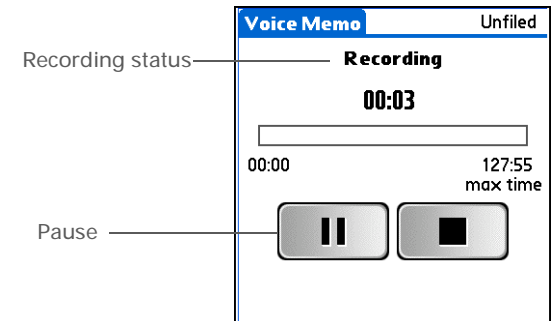 Voice Memo Unfiled
Recording status Recording
00:03
00:00 127:55
max time
Pause